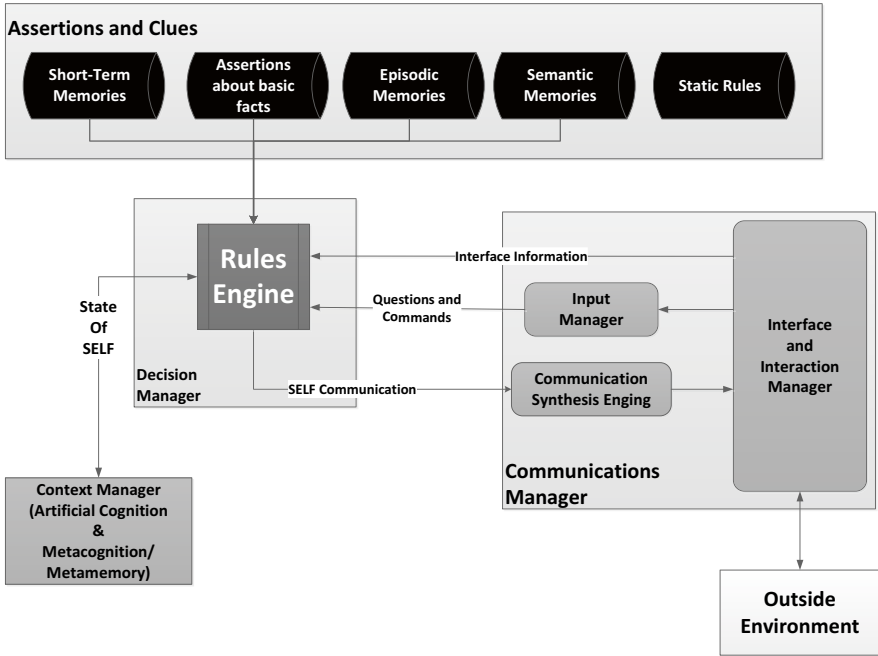 Assertions and Clues
Short-Term
Memories
Assertions
about basic
facts
Episodic
Memories
Semantic
Memories
Static Rules
Rules
Engine
Decision
Manager
State
Of
SELF
Interface Information
Questions and
Commands
SELF Communication
Input
Manager
Communication
Synthesis Enging
Interface
and
Interaction
Manager
Communications
Manager
Context Manager
(Artificial Cognition
&
Metacognition/
Metamemory)
Outside
Environment